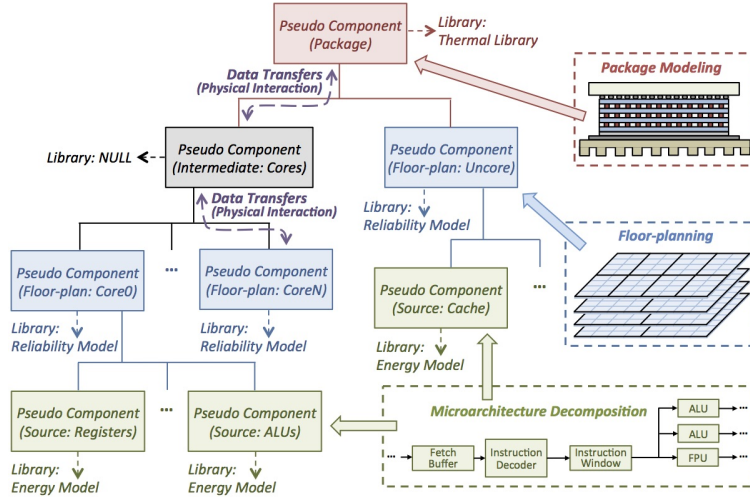 Pseudo Component
(Package)
Library:
Thermal Library
Data Transfers
(Physical Interaction)
Package Modeling
Library: NULL
Pseudo Component
(Intermediate: Cores)
Pseudo Component
(Floor-plan: Uncore)
Data Transfers
(Physical Interaction)
Library:
Reliability Model
Floor-planning
Pseudo Component
(Floor-plan: Core0)
...
Pseudo Component
(Floor-plan: CoreN)
Pseudo Component
(Source: Cache)
...
Library:
Reliability Model
Library:
Reliability Model
Library:
Energy Model
Pseudo Component
(Source: Registers)
...
Pseudo Component
(Source: ALUs)
Microarchitecture Decomposition
... Fetch
Buffer
Instruction
Decoder
Instruction
Window
ALU ...
ALU ...
FPU ...
Library:
Energy Model
Library:
Energy Model